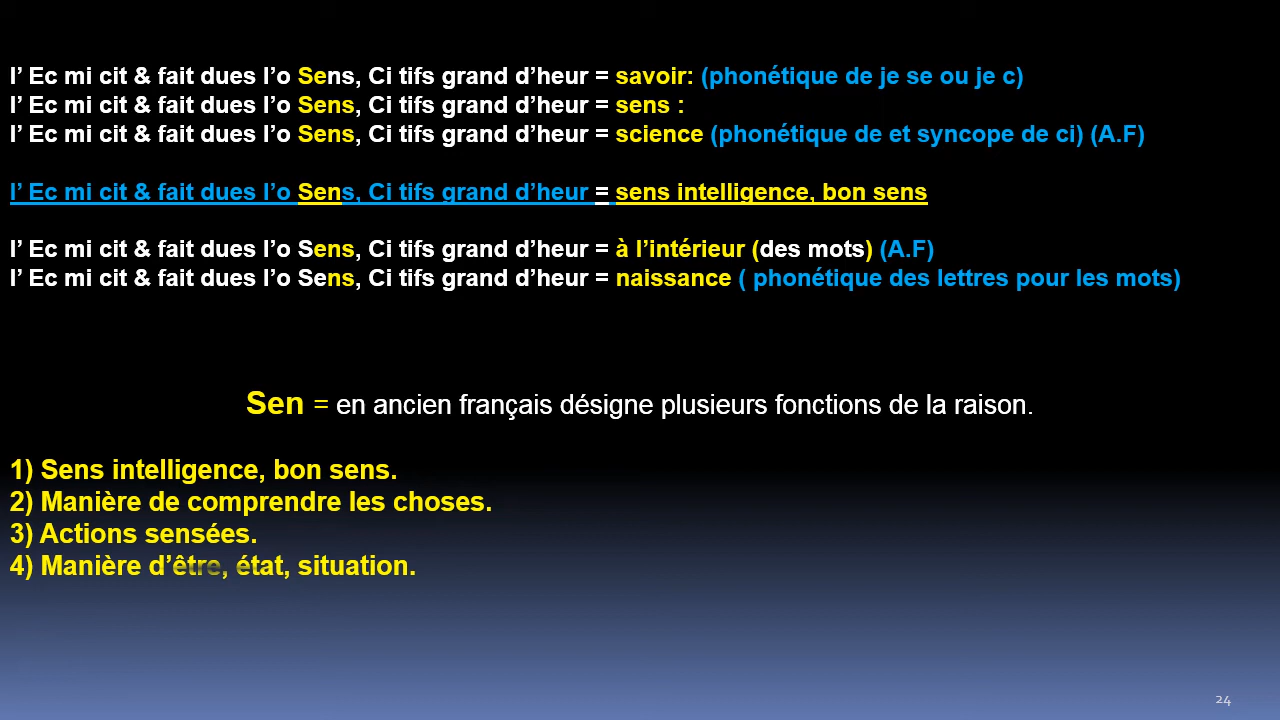 l’ Ec mi cit & fait dues l’o Sens, Ci tifs grand d’heur = savoir: (phonétique de je se ou je c)
l’ Ec mi cit & fait dues l’o Sens, Ci tifs grand d’heur = sens :
l’ Ec mi cit & fait dues l’o Sens, Ci tifs grand d’heur = science (phonétique de et syncope de ci) (A.F)
l’ Ec mi cit & fait dues l’o Sens, Ci tifs grand d’heur = sens intelligence, bon sens
l’ Ec mi cit & fait dues l’o Sens, Ci tifs grand d’heur = à l’intérieur (des mots) (A.F)
l’ Ec mi cit & fait dues l’o Sens, Ci tifs grand d’heur = naissance ( phonétique des lettres pour les mots)
Sen = en ancien français désigne plusieurs fonctions de la raison.
1) Sens intelligence, bon sens.
2) Manière de comprendre les choses.
3) Actions sensées.
4) Manière d’être, état, situation.
24